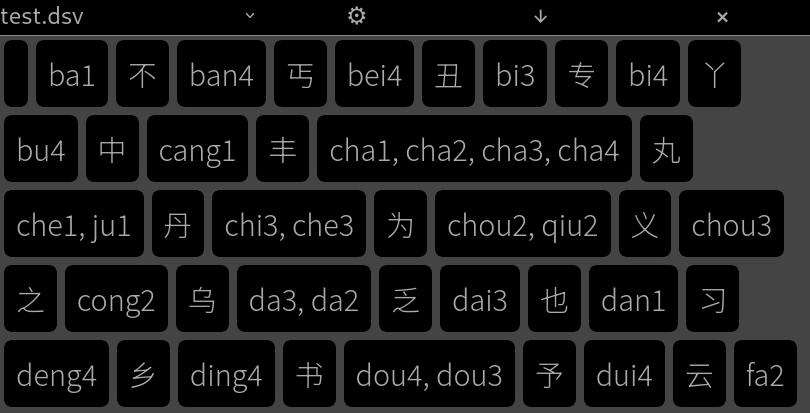 test.dsv
ba1 不 ban4 丐 bei4 丑 bi3 专 bi4 丫
bu4 中 cang1 丰 cha1, cha2, cha3, cha4 丸
che1, ju1 丹 chi3, che3 为 chou2, qiu2 义 chou3
之 cong2 乌 da3, da2 乏 dai3 也 dan1 习
deng4 乡 ding4 书 dou4, dou3 予 dui4 云 fa2